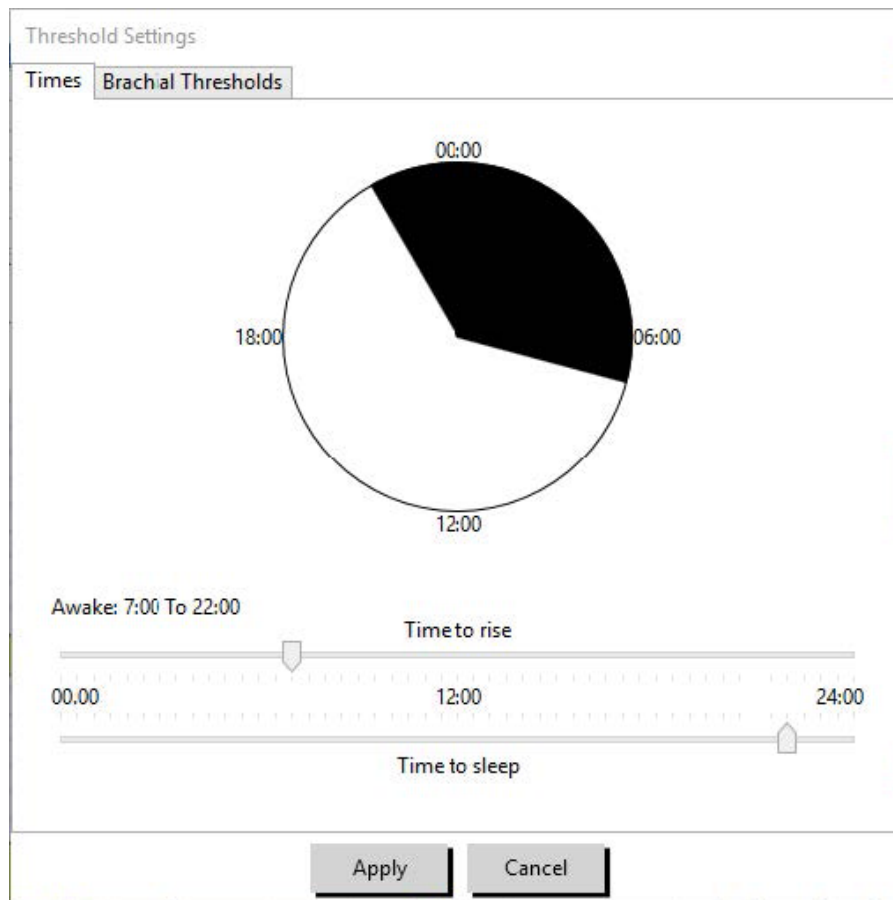 Threshold Settings
Times
Brachial Thresholds
00:00
18:00
06:00
12:00
Awake: 7:00 To 22:00
Time to rise
00.00
12:00
24:00
Time to sleep
Apply
Cancel